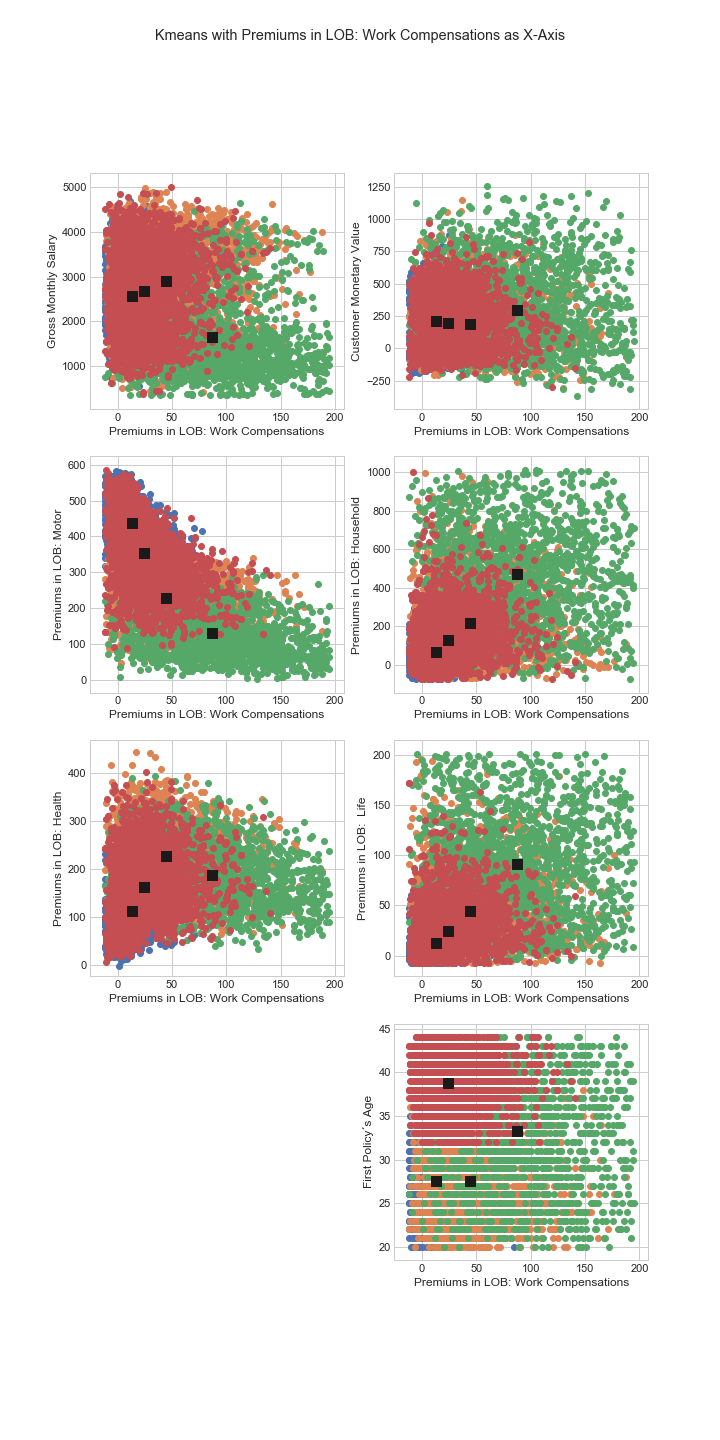 Kmeans with Premiums in LOB: Work Compensations as X-Axis
5000
4000
3000
2000
1000
Gross Monthly Salary
0 50 100 150 200
Premiums in LOB: Work Compensations
1250
1000
750
500
250
0
−250
Customer Monetary Value
0 50 100 150 200
Premiums in LOB: Work Compensations
600
500
400
300
200
100
0
Premiums in LOB: Motor
0 50 100 150 200
Premiums in LOB: Work Compensations
1000
800
600
400
200
0
Premiums in LOB: Household
0 50 100 150 200
Premiums in LOB: Work Compensations
400
300
200
100
0
Premiums in LOB: Health
0 50 100 150 200
Premiums in LOB: Work Compensations
200
150
100
50
0
Premiums in LOB: Life
0 50 100 150 200
Premiums in LOB: Work Compensations
45
40
35
30
25
20
First Policy´s Age
0 50 100 150 200
Premiums in LOB: Work Compensations